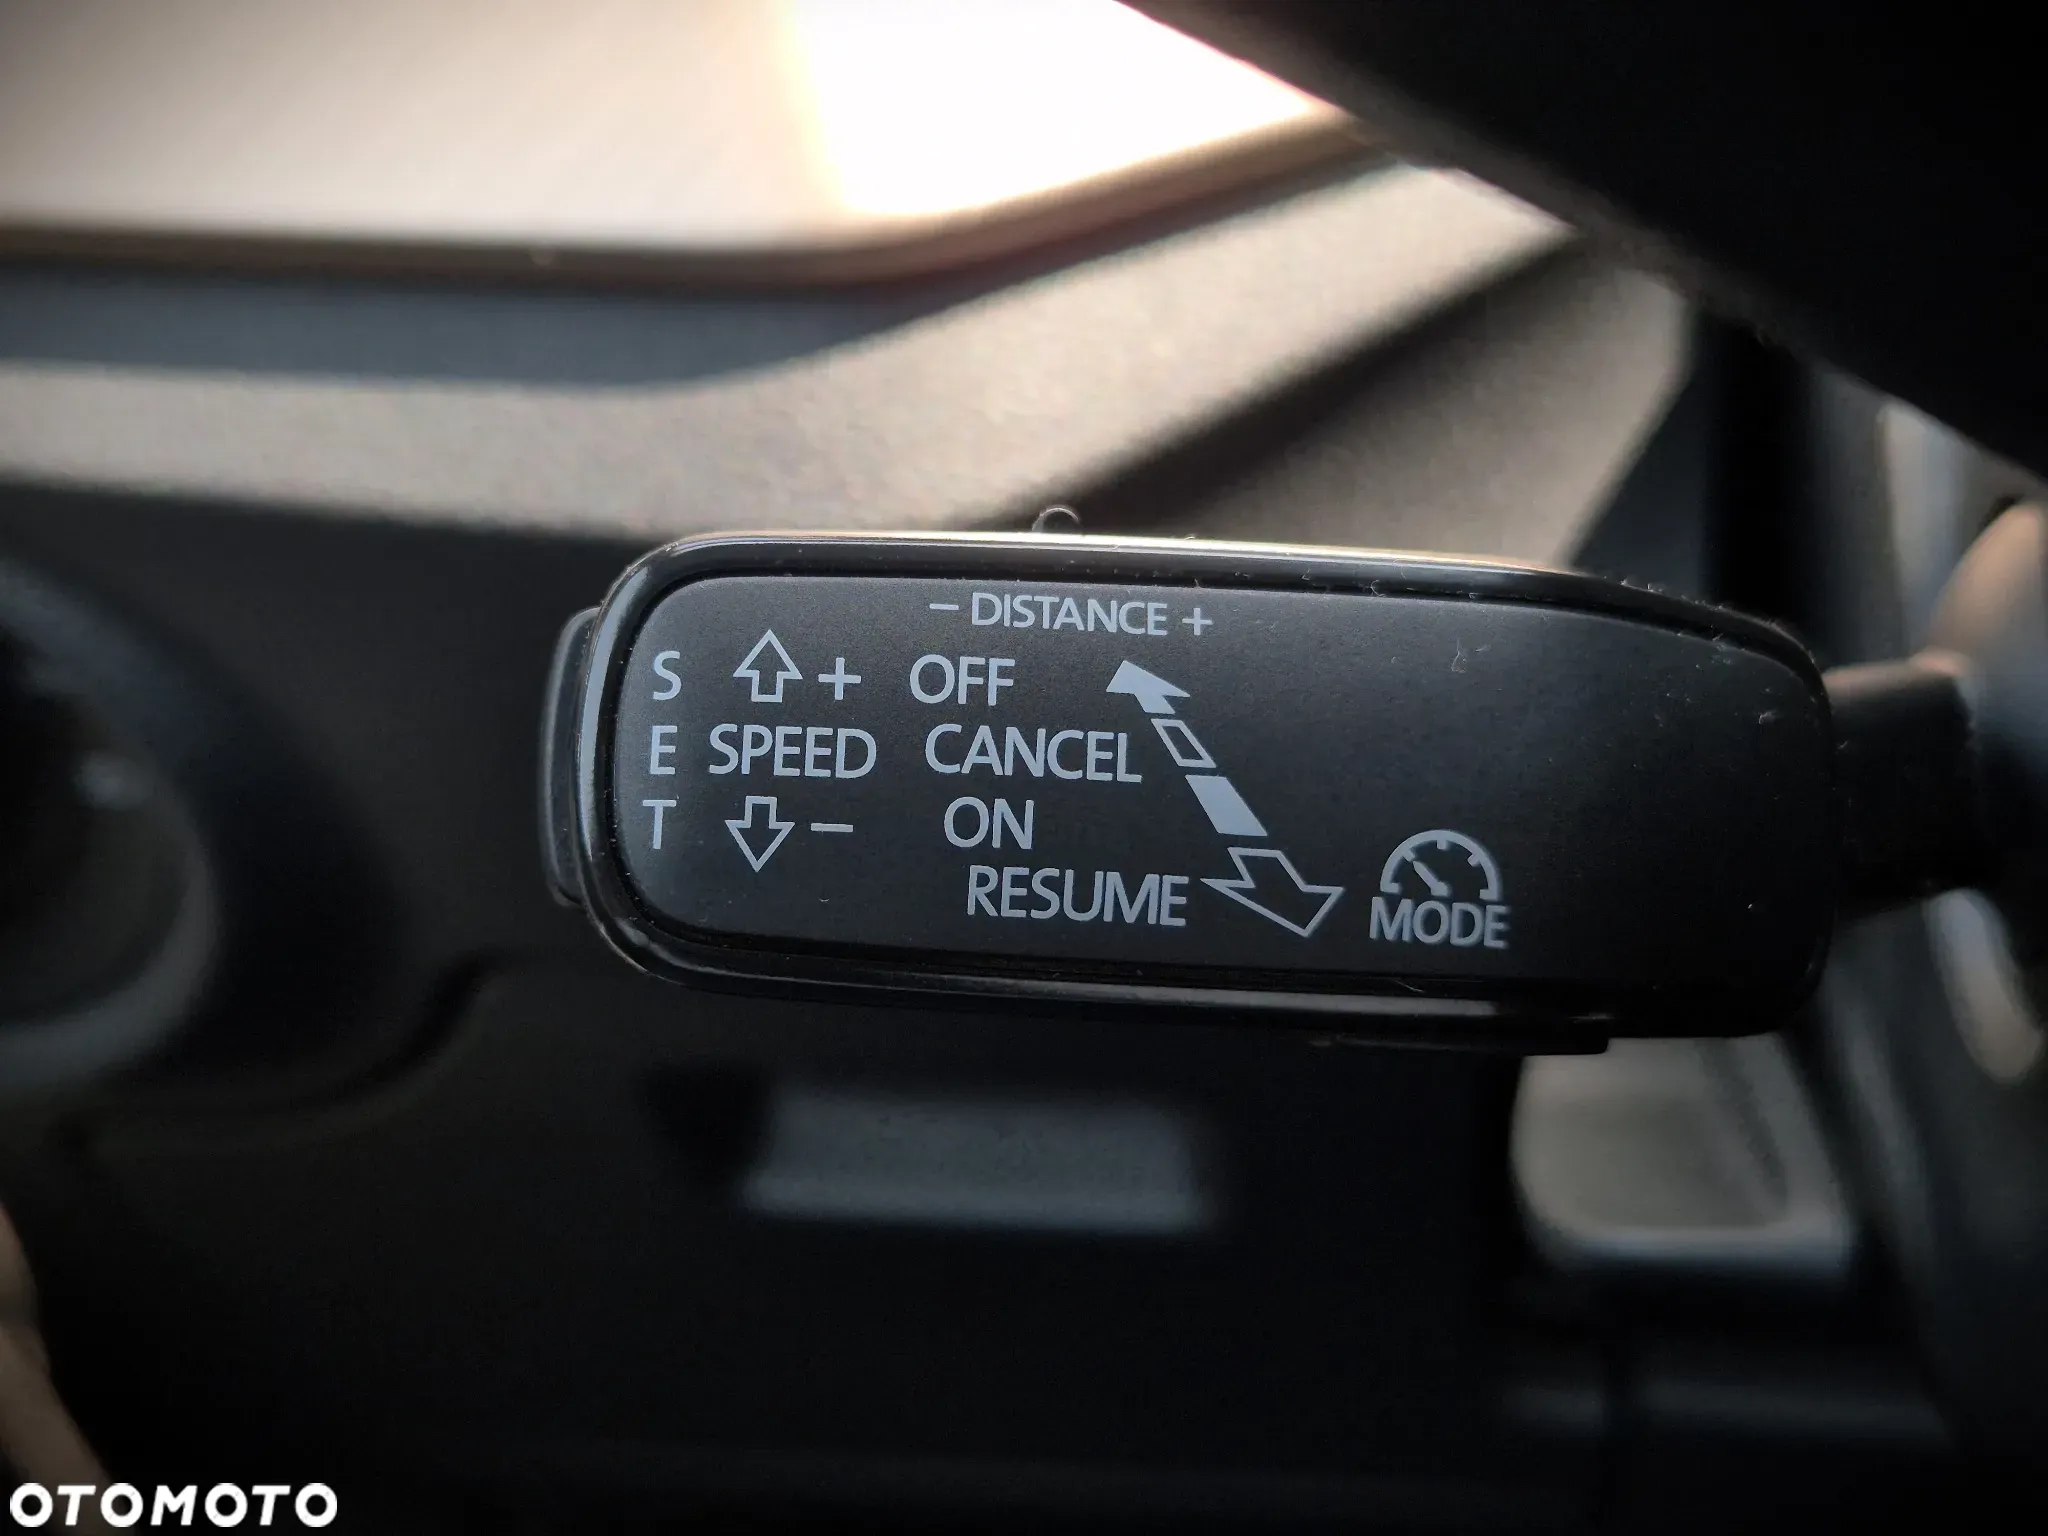 – DISTANCE +
S + OFF
E SPEED CANCEL
T – ON
RESUME
MODE
OTOMOTO